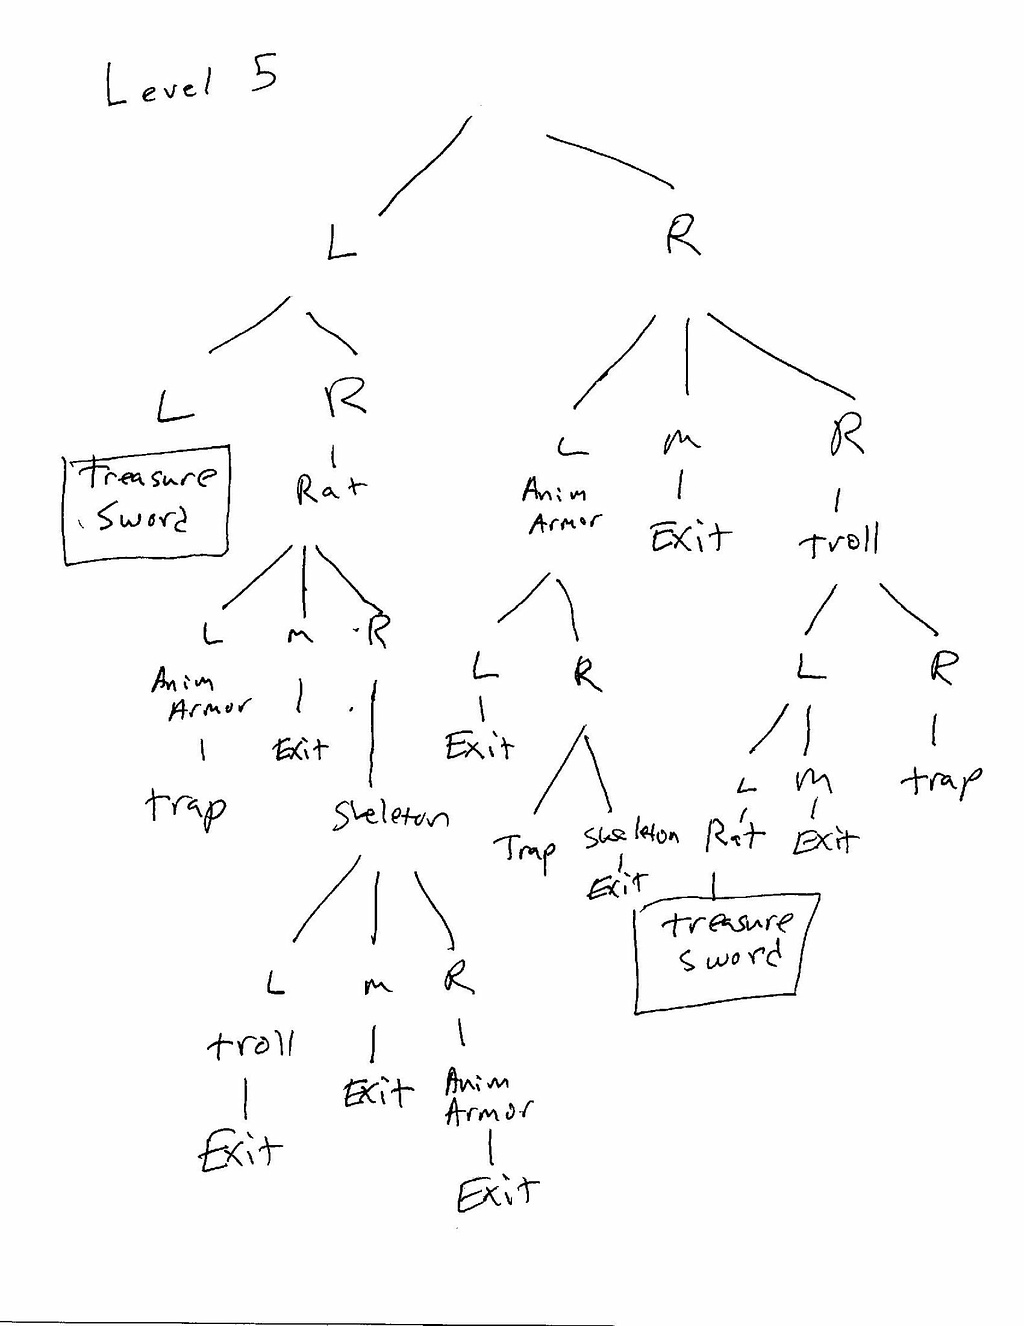 Level 5
L R
L R
Treasure
Sword
Rat
L M R
Anim
Armor
Exit
troll
L M R
Anim
Armor
trap
Exit
Skeleton
L R
Exit
Trap
Skeleton
Exit
L R
L M
Rat
Exit
trap
treasure
sword
L M R
troll
Exit
Exit
Anim
Armor
Exit